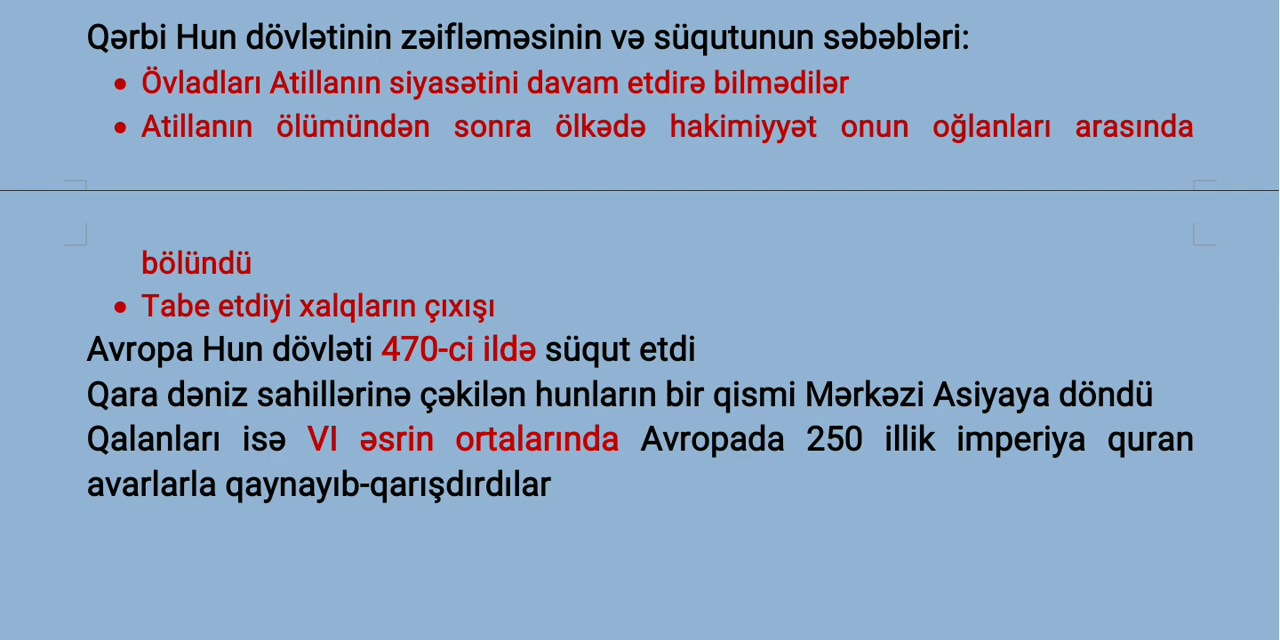 Qərbi Hun dövlətinin zəifləməsinin və süqutunun səbəbləri:
• Övladları Atillanın siyasətini davam etdirə bilmədilər
• Atillanın ölümündən sonra ölkədə hakimiyyət onun oğlanları arasında
bölündü
• Tabe etdiyi xalqların çıxışı
Avropa Hun dövləti 470-ci ildə süqut etdi
Qara dəniz sahillərinə çəkilən hunların bir qismi Mərkəzi Asiyaya döndü
Qalanları isə VI əsrin ortalarında Avropada 250 illik imperiya quran
avarlarla qaynayıb-qarışdırdılar